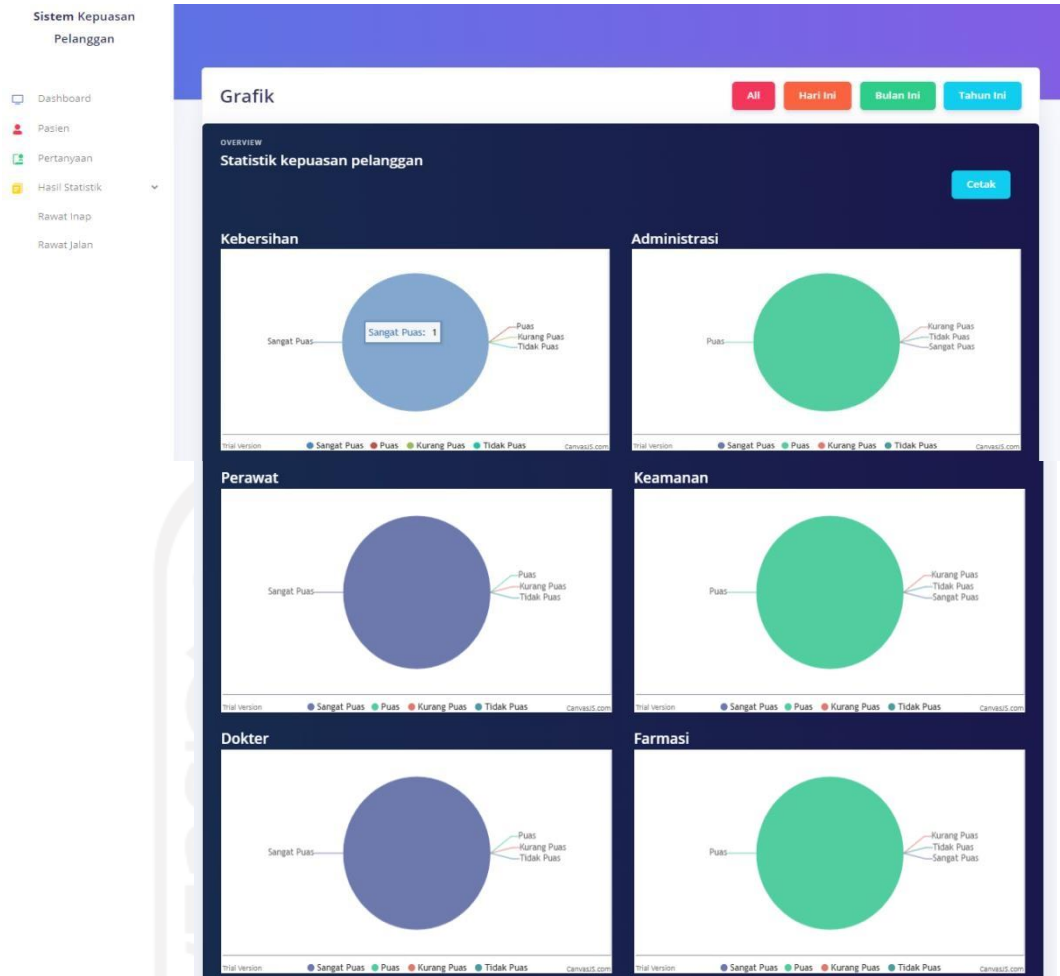 Sistem Kepuasan
Pelanggan
Dashboard
Pasien
Pertanyaan
Hasil Statistik
Rawat Inap
Rawat Jalan
Grafik
All
Hari Ini
Bulan Ini
Tahun Ini
OVERVIEW
Statistik kepuasan pelanggan
Cetak
Kebersihan
Sangat Puas
Sangat Puas: 1
Puas
Kurang Puas
Tidak Puas
Trial Version
Sangat Puas Puas Kurang Puas Tidak Puas
CanvasJS.com
Administrasi
Puas
Kurang Puas
Tidak Puas
Sangat Puas
Trial Version
Sangat Puas Puas Kurang Puas Tidak Puas
CanvasJS.com
Perawat
Sangat Puas
Puas
Kurang Puas
Tidak Puas
Trial Version
Sangat Puas Puas Kurang Puas Tidak Puas
CanvasJS.com
Keamanan
Puas
Kurang Puas
Tidak Puas
Sangat Puas
Trial Version
Sangat Puas Puas Kurang Puas Tidak Puas
CanvasJS.com
Dokter
Sangat Puas
Puas
Kurang Puas
Tidak Puas
Trial Version
Sangat Puas Puas Kurang Puas Tidak Puas
CanvasJS.com
Farmasi
Puas
Kurang Puas
Tidak Puas
Sangat Puas
Trial Version
Sangat Puas Puas Kurang Puas Tidak Puas
CanvasJS.com